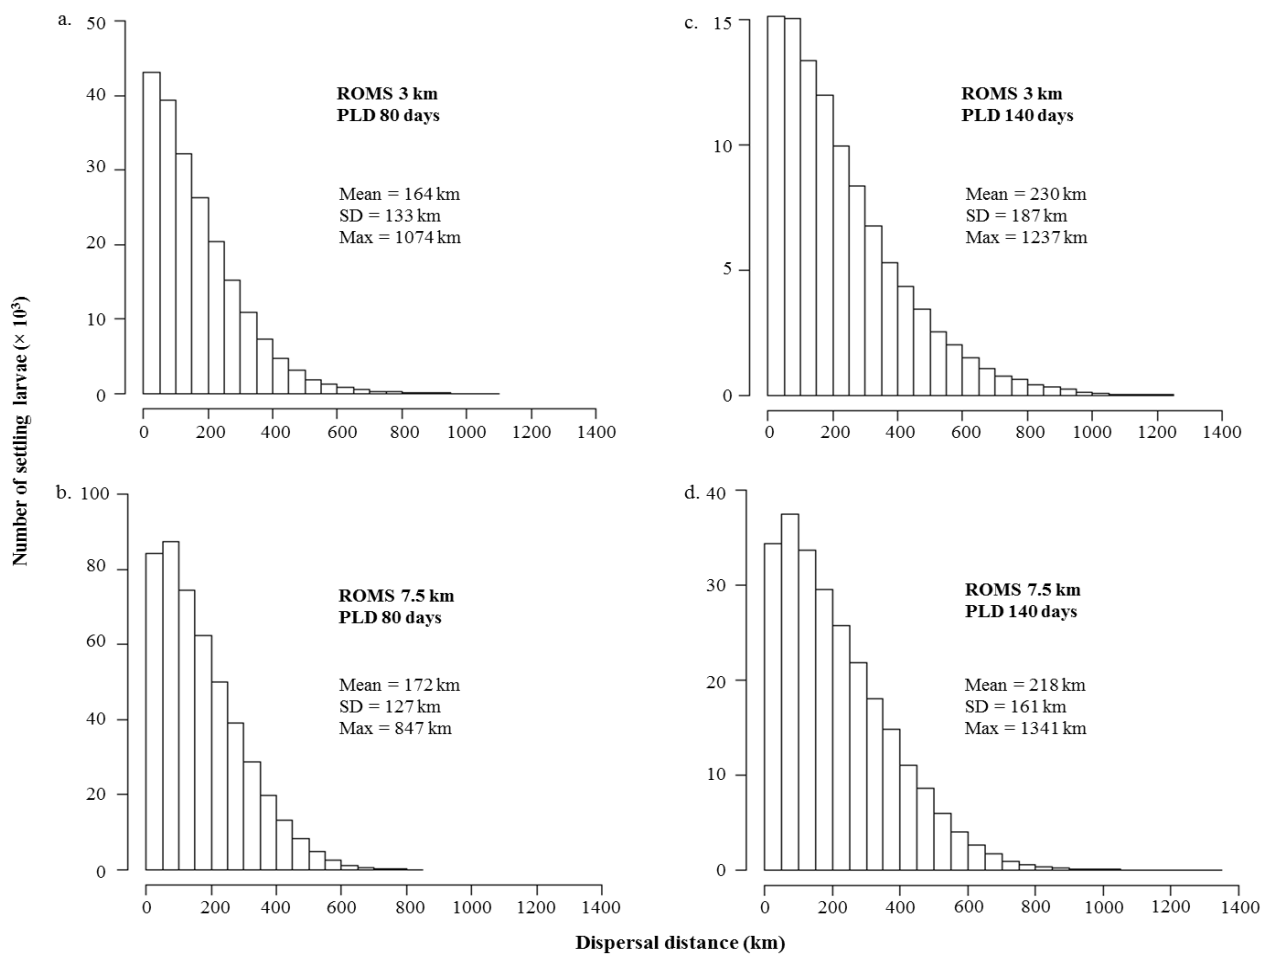 Number of settling larvae (× 10³)
a.
50
40
30
20
10
0
ROMS 3 km
PLD 80 days
Mean = 164 km
SD = 133 km
Max = 1074 km
0 200 400 600 800 1000 1200 1400
c.
15
10
5
0
ROMS 3 km
PLD 140 days
Mean = 230 km
SD = 187 km
Max = 1237 km
0 200 400 600 800 1000 1200 1400
b.
100
80
60
40
20
0
ROMS 7.5 km
PLD 80 days
Mean = 172 km
SD = 127 km
Max = 847 km
0 200 400 600 800 1000 1200 1400
d.
40
30
20
10
0
ROMS 7.5 km
PLD 140 days
Mean = 218 km
SD = 161 km
Max = 1341 km
0 200 400 600 800 1000 1200 1400
Dispersal distance (km)